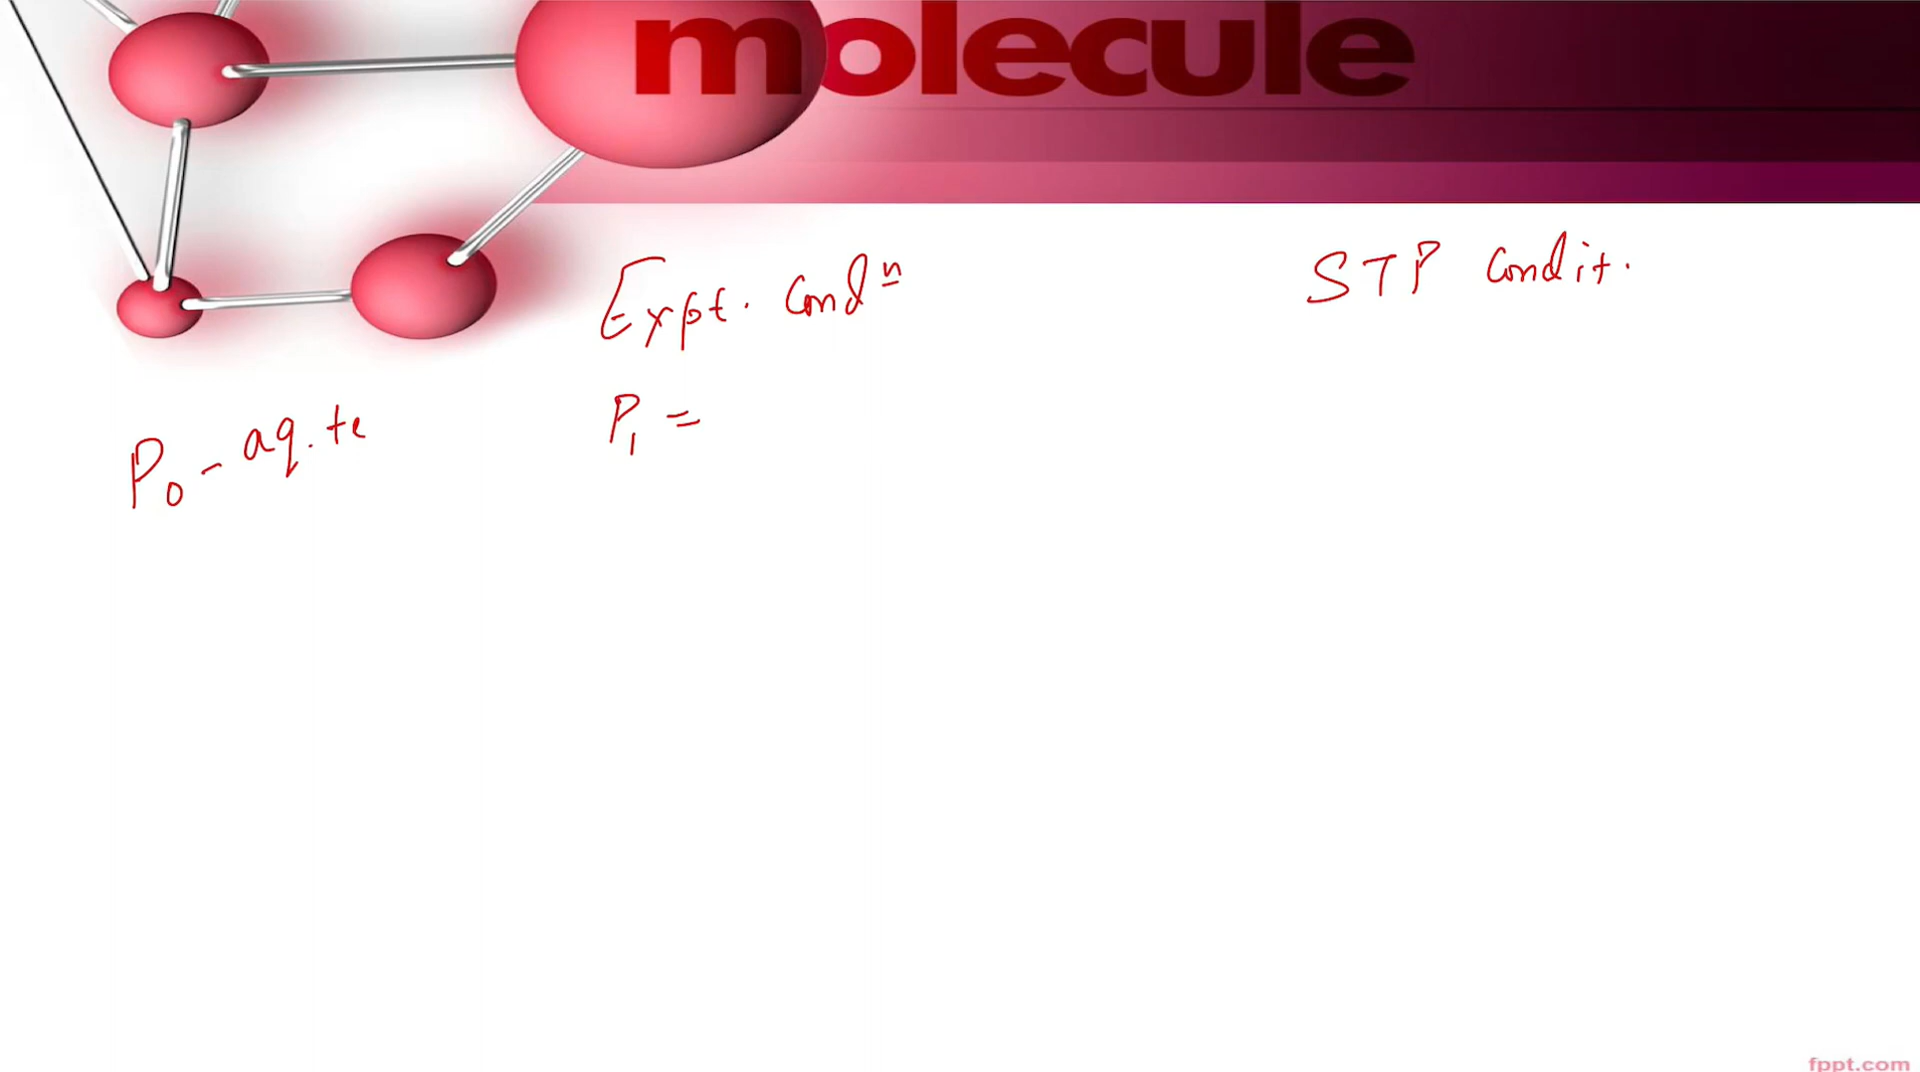 molecule
Expt. Condⁿ
STP Condit.
P₁ =
P₀ - aq. te
fppt.com